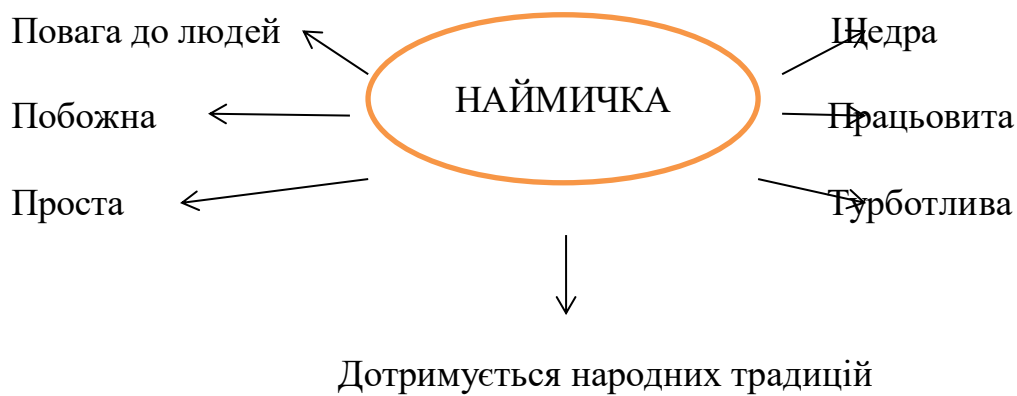 Повага до людей
Щедра
НАЙМИЧКА
Побожна
Працьовита
Проста
Турботлива
Дотримується народних традицій